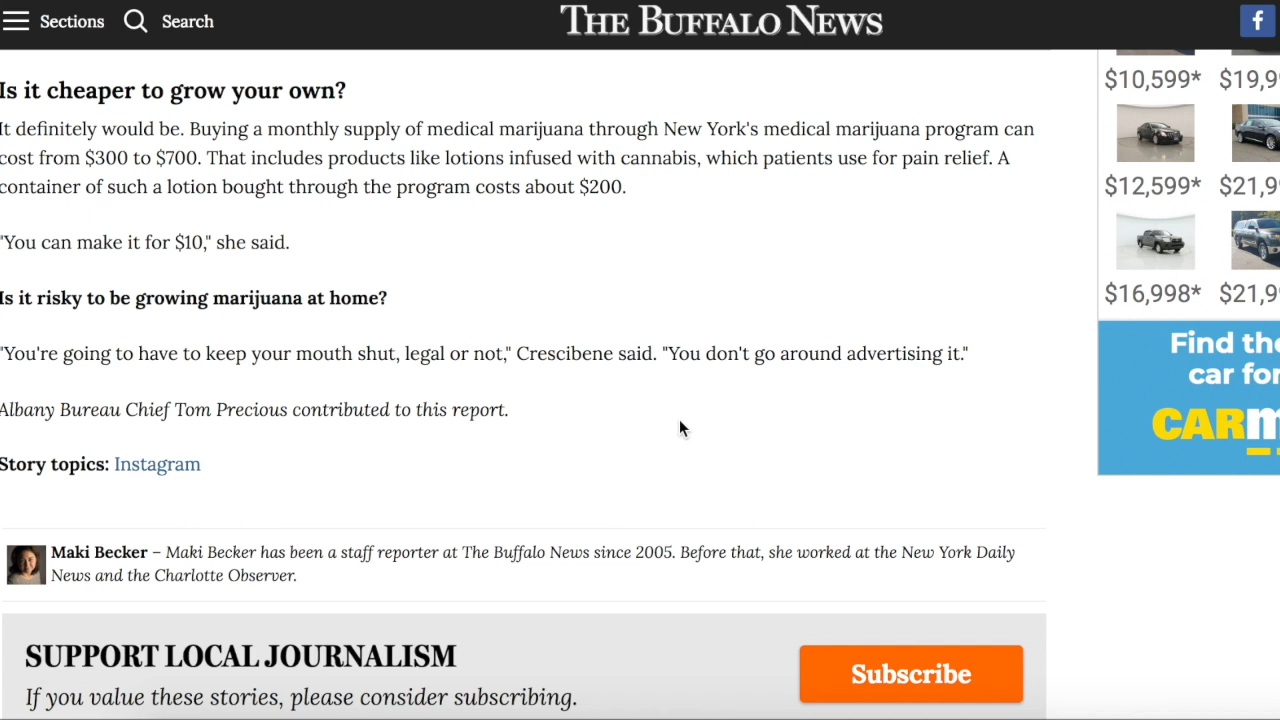 Sections Search THE BUFFALO NEWS f
Is it cheaper to grow your own?
It definitely would be. Buying a monthly supply of medical marijuana through New York's medical marijuana program can
cost from $300 to $700. That includes products like lotions infused with cannabis, which patients use for pain relief. A
container of such a lotion bought through the program costs about $200.
"You can make it for $10," she said.
Is it risky to be growing marijuana at home?
"You're going to have to keep your mouth shut, legal or not," Crescibene said. "You don't go around advertising it."
Albany Bureau Chief Tom Precious contributed to this report.
Story topics: Instagram
Maki Becker – Maki Becker has been a staff reporter at The Buffalo News since 2005. Before that, she worked at the New York Daily
News and the Charlotte Observer.
SUPPORT LOCAL JOURNALISM
If you value these stories, please consider subscribing.
Subscribe
$10,599* $19,9
$12,599* $21,9
$16,998* $21,9
Find the
car for
CARM